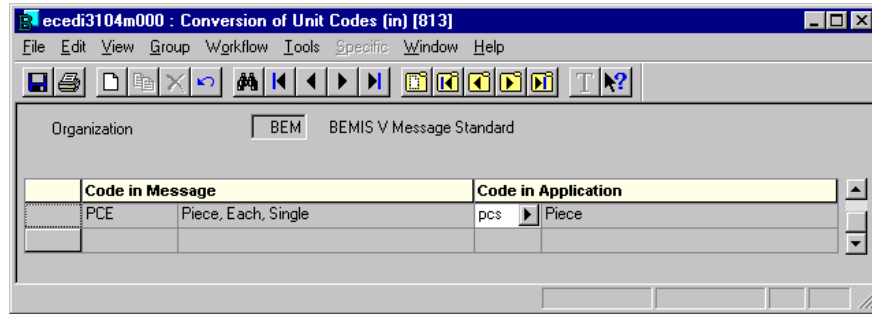 ecedi3104m000 : Conversion of Unit Codes (in) [813]
File Edit View Group Workflow Tools Specific Window Help
Organization BEM BEMIS V Message Standard
Code in Message Code in Application
PCE Piece, Each, Single pcs Piece